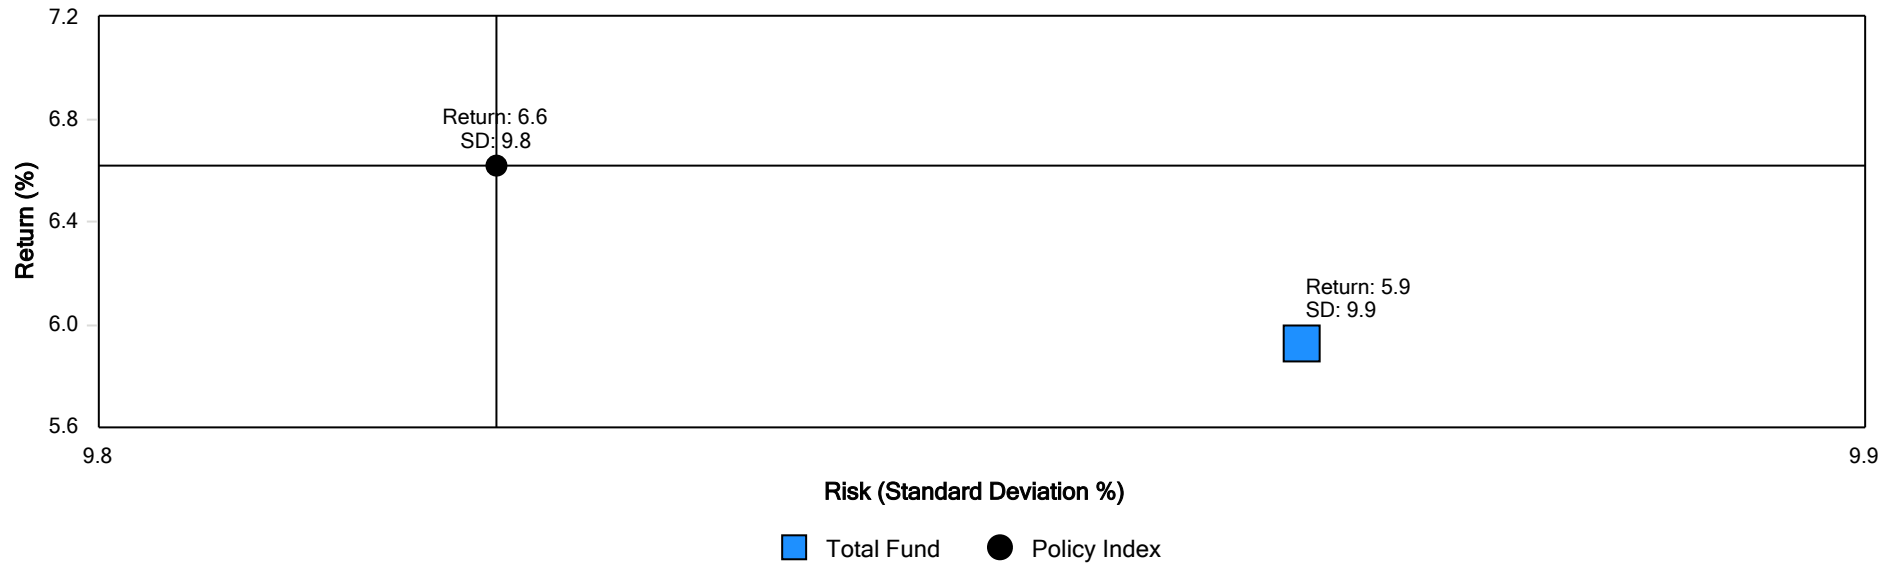 7.2
Return: 6.6
6.8
SD: 9.8
Return (%)
6.4
Return: 5.9
SD: 9.9
6.0
5.6
9.8
9.9
Risk (Standard Deviation %)
Total Fund
Policy Index